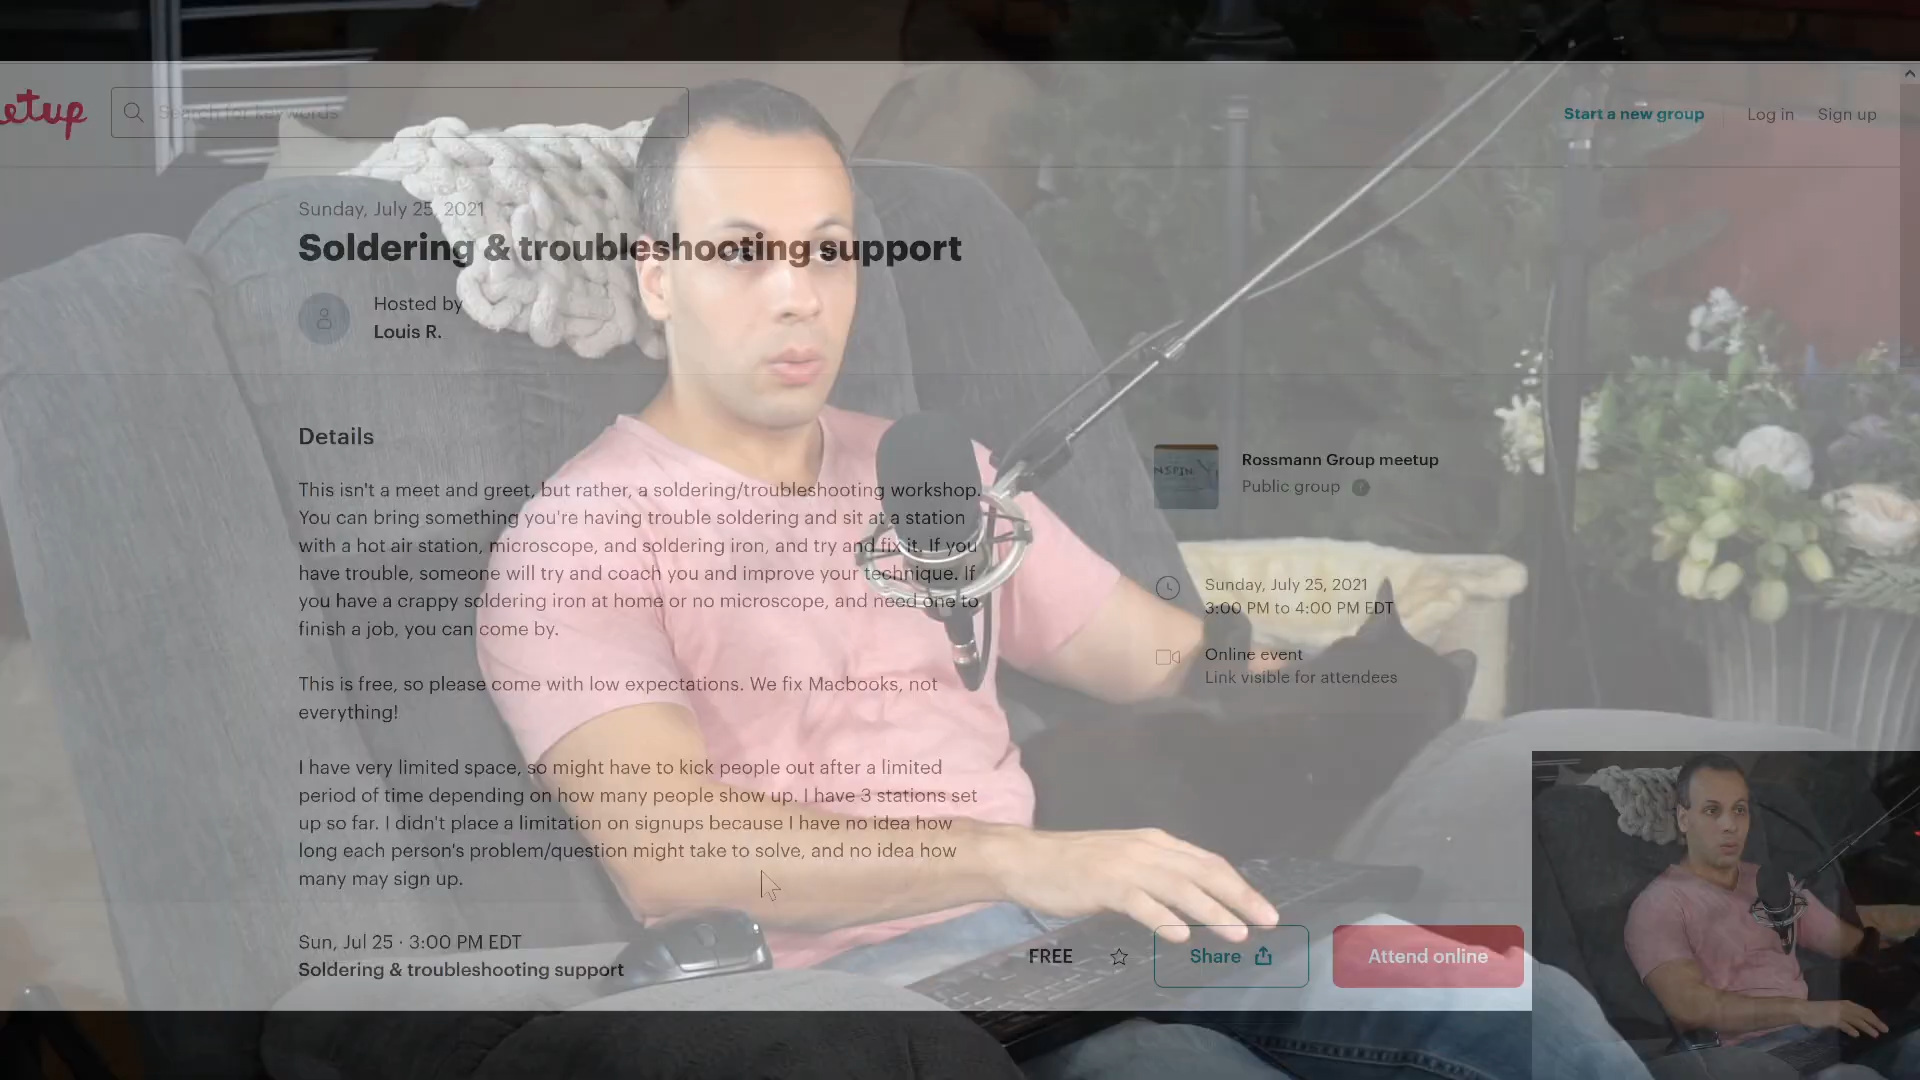 etup
Search for keywords
Start a new group
Log in
Sign up
Sunday, July 25, 2021
Soldering & troubleshooting support
Hosted by
Louis R.
Details
This isn't a meet and greet, but rather, a soldering/troubleshooting workshop.
You can bring something you're having trouble soldering and sit at a station
with a hot air station, microscope, and soldering iron, and try and fix it. If you
have trouble, someone will try and coach you and improve your technique. If
you have a crappy soldering iron at home or no microscope, and need one to
finish a job, you can come by.
This is free, so please come with low expectations. We fix Macbooks, not
everything!
I have very limited space, so might have to kick people out after a limited
period of time depending on how many people show up. I have 3 stations set
up so far. I didn't place a limitation on signups because I have no idea how
long each person's problem/question might take to solve, and no idea how
many may sign up.
Rossmann Group meetup
Public group
Sunday, July 25, 2021
3:00 PM to 4:00 PM EDT
Online event
Link visible for attendees
Sun, Jul 25 · 3:00 PM EDT
Soldering & troubleshooting support
FREE
Share
Attend online